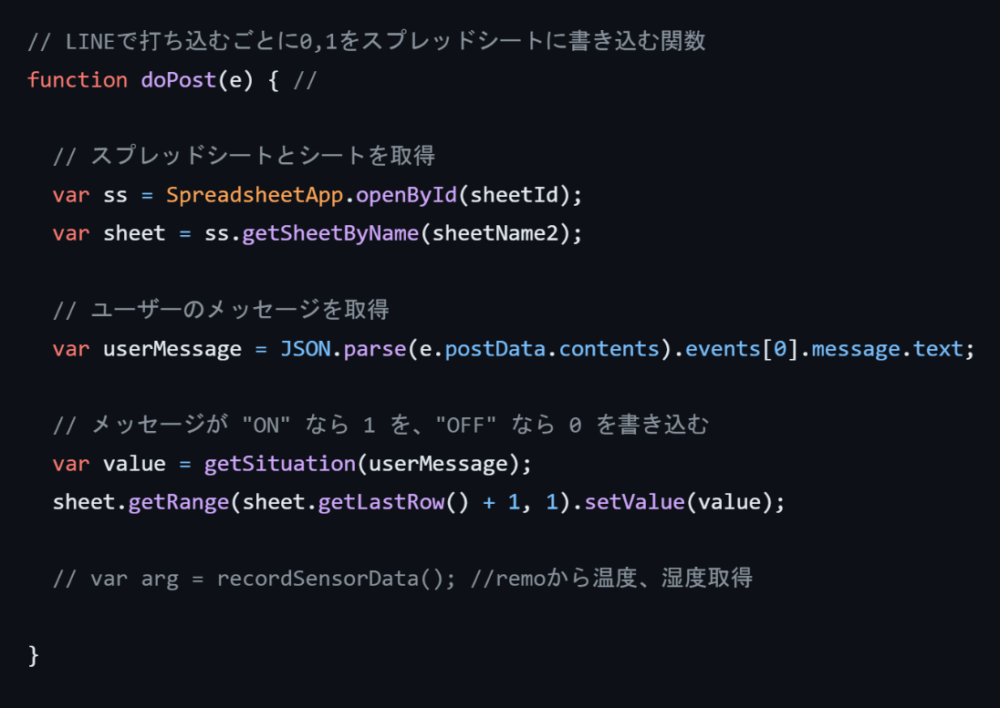 // LINEで打ち込むごとに0,1をスプレッドシートに書き込む関数
function doPost(e) { //
// スプレッドシートとシートを取得
var ss = SpreadsheetApp.openById(sheetId);
var sheet = ss.getSheetByName(sheetName2);
// ユーザーのメッセージを取得
var userMessage = JSON.parse(e.postData.contents).events[0].message.text;
// メッセージが "ON" なら 1 を、"OFF" なら 0 を書き込む
var value = getSituation(userMessage);
sheet.getRange(sheet.getLastRow() + 1, 1).setValue(value);
// var arg = recordSensorData(); //remoから温度、湿度取得
}